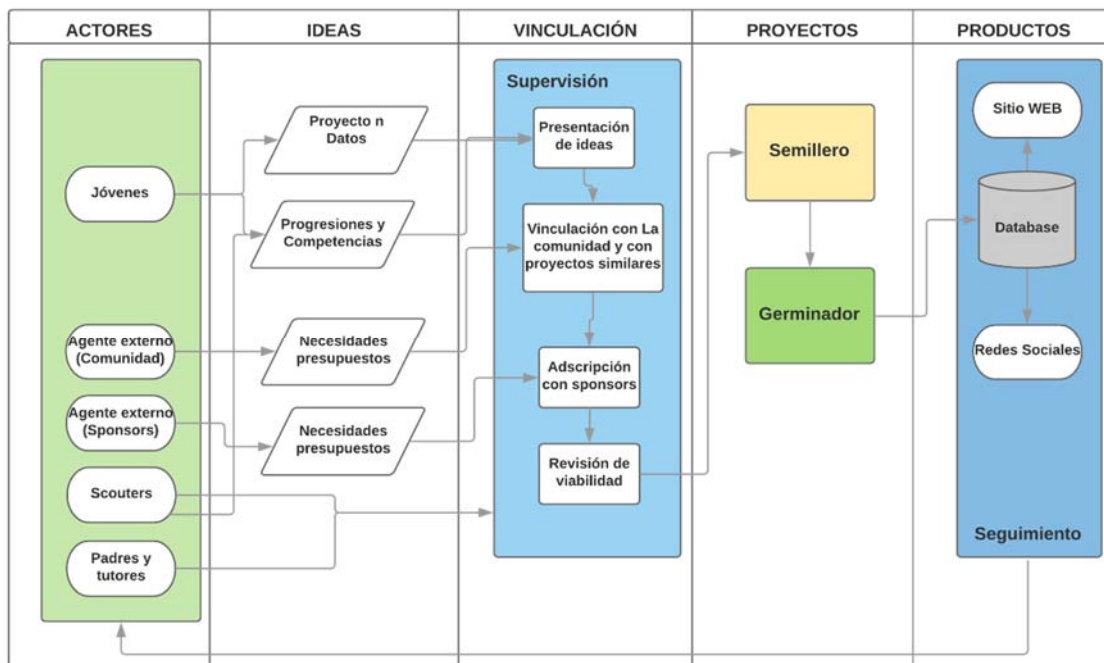 ACTORES
IDEAS
VINCULACIÓN
PROYECTOS
PRODUCTOS
Jóvenes
Agente externo
(Comunidad)
Agente externo
(Sponsors)
Scouters
Padres y
tutores
Proyecto n
Datos
Progresiones y
Competencias
Necesidades
presupuestos
Necesidades
presupuestos
Supervisión
Presentación
de ideas
Vinculación con La
comunidad y con
proyectos similares
Adscripción
con sponsors
Revisión de
viabilidad
Semillero
Germinador
Sitio WEB
Database
Redes Sociales
Seguimiento